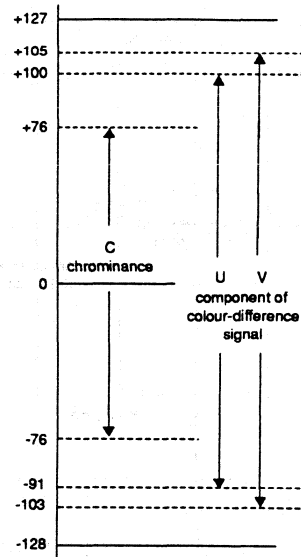 +127
+105
+100
+76
C
chrominance
0
U V
component of
colour-difference
signal
-76
-91
-103
-128